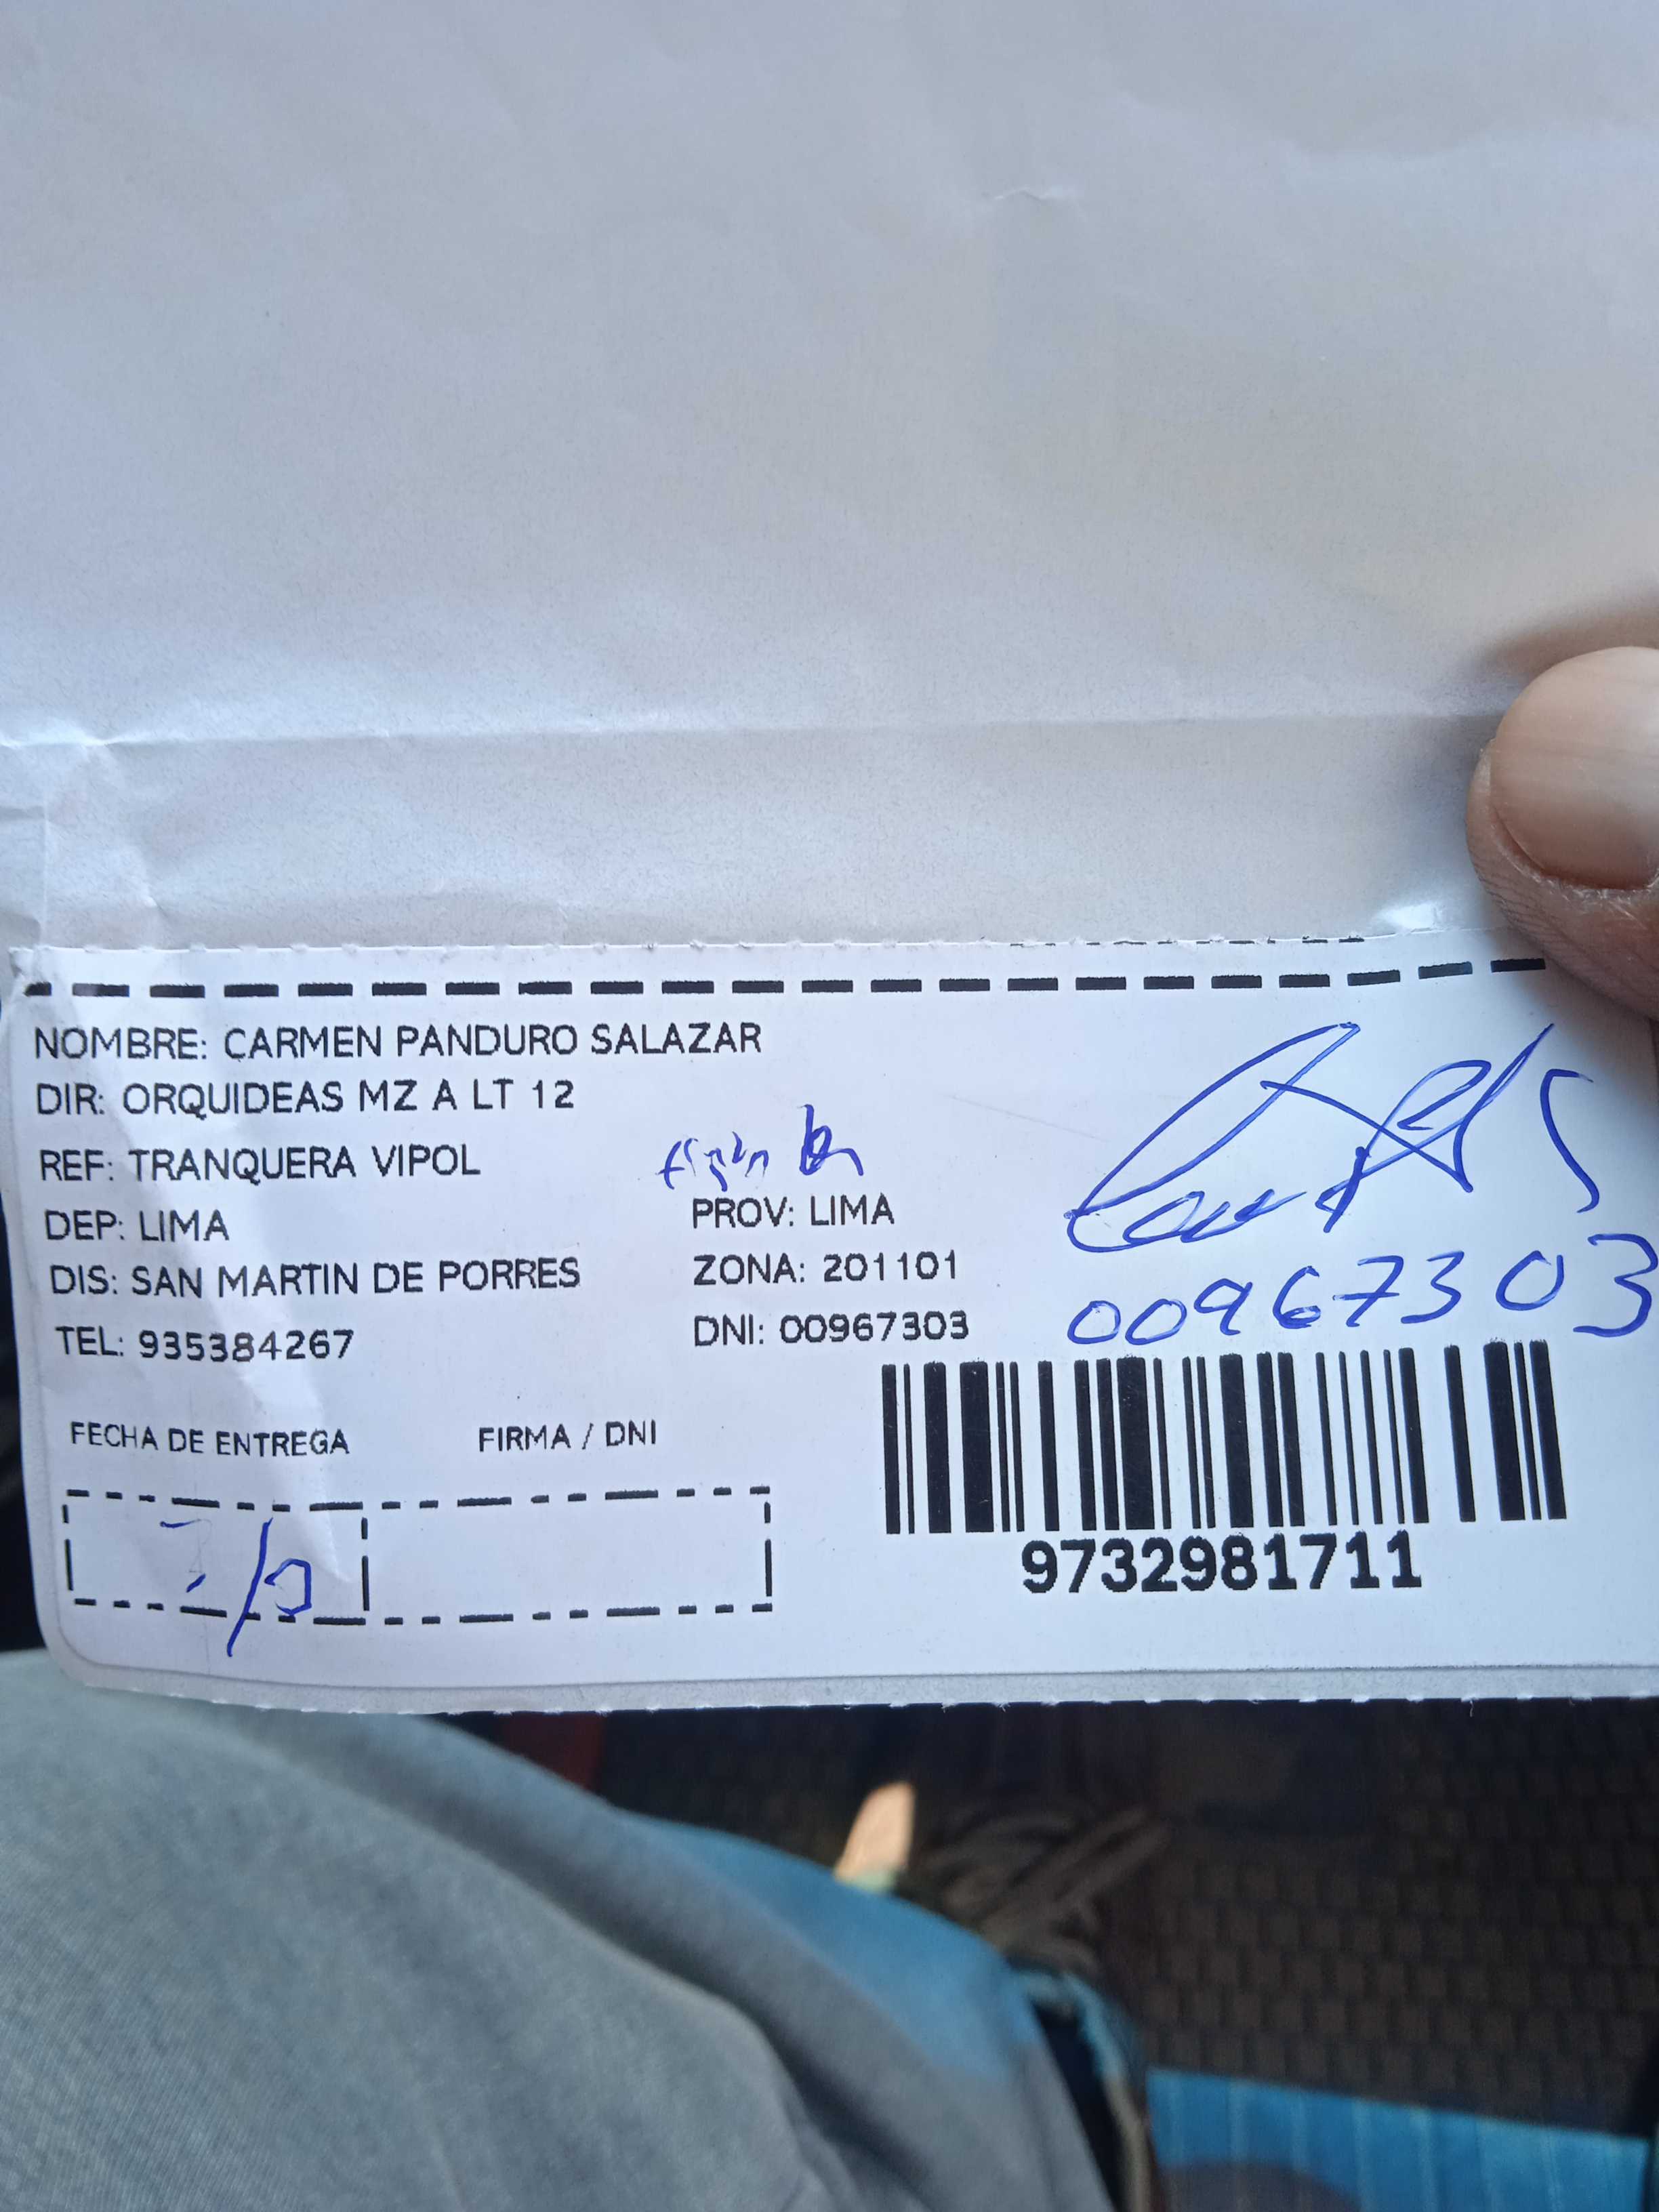 NOMBRE: CARMEN PANDURO SALAZAR
DIR: ORQUIDEAS MZ A LT 12
REF: TRANQUERA VIPOL
DEP: LIMA
PROV: LIMA
DIS: SAN MARTIN DE PORRES
ZONA: 201101
TEL: 935384267
DNI: 00967303
00967303
FECHA DE ENTREGA
FIRMA / DNI
9732981711